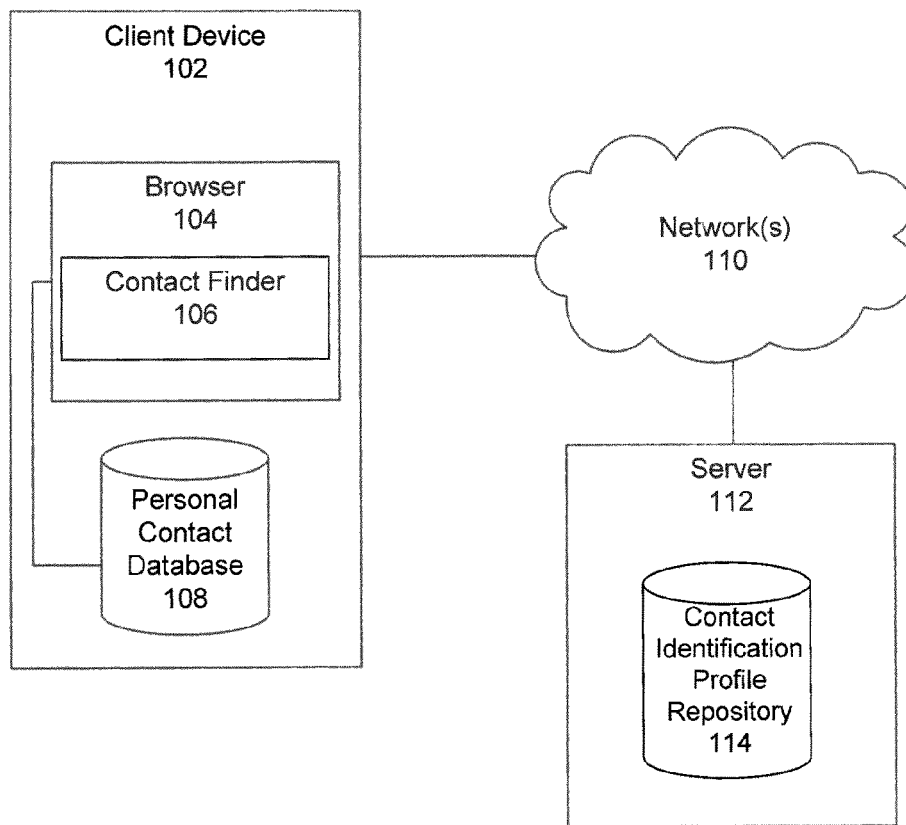 Client Device
102
Browser
104
Contact Finder
106
Personal
Contact
Database
108
Network(s)
110
Server
112
Contact
Identification
Profile
Repository
114